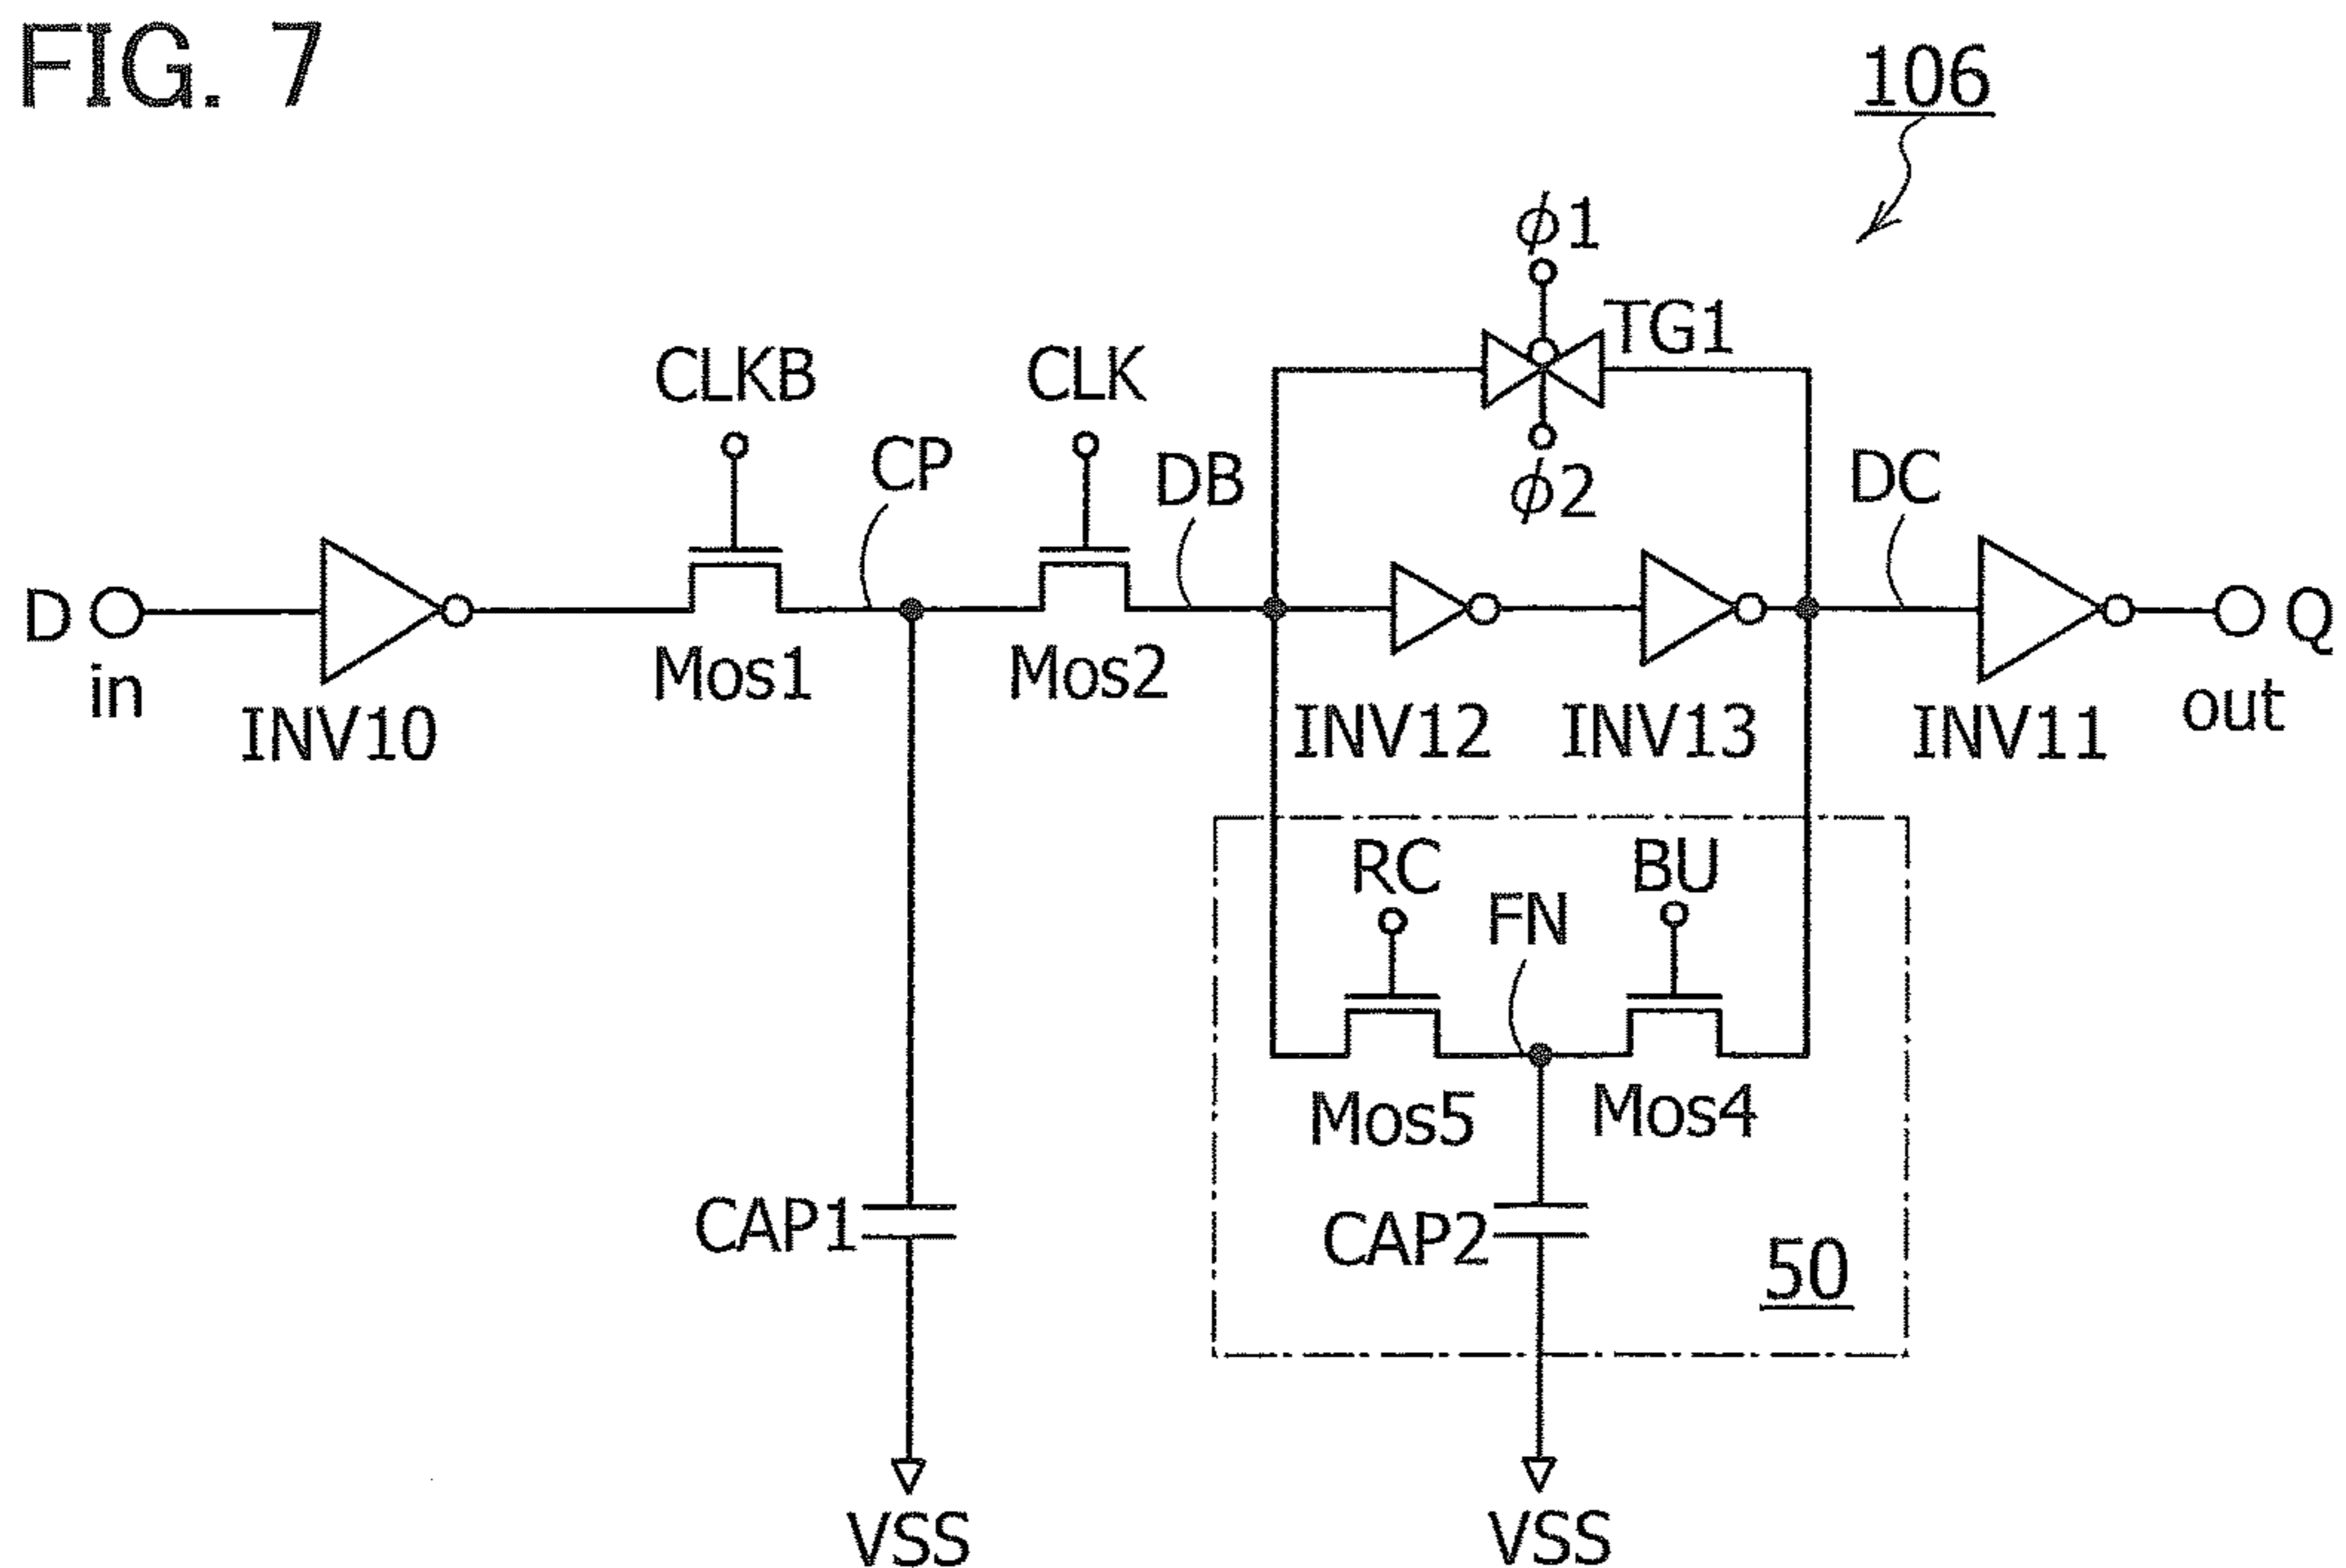 FIG. 7
106
ϕ1
TG1
CLKB
CLK
CP
DB
ϕ2
DC
D
in
INV10
Mos1
Mos2
INV12
INV13
INV11
Q
out
RC
BU
FN
Mos5
Mos4
CAP1
CAP2
50
VSS
VSS